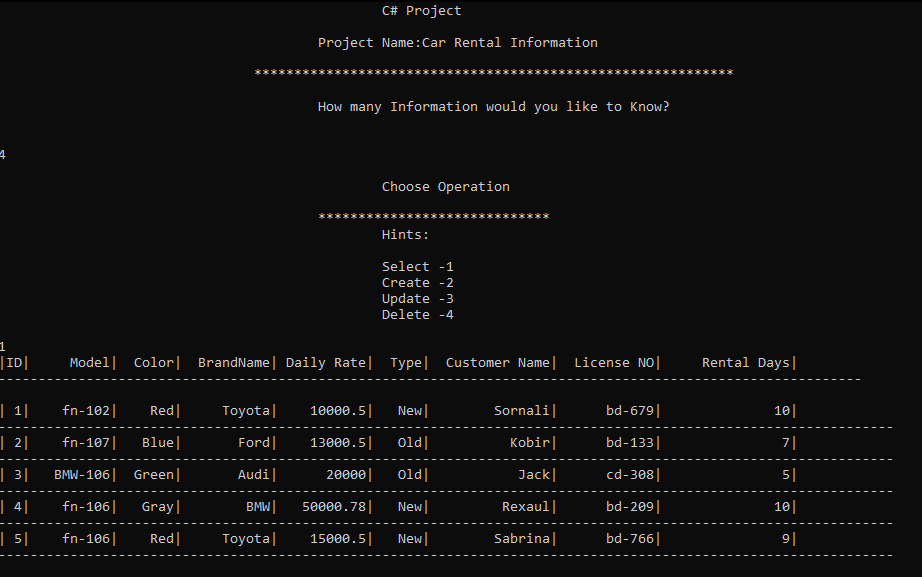 C# Project
Project Name:Car Rental Information
************************************************************
How many Information would you like to Know?
4
Choose Operation
*****************************
Hints:
Select -1
Create -2
Update -3
Delete -4
1
|ID| Model| Color| BrandName| Daily Rate| Type| Customer Name| License NO| Rental Days|
------------------------------------------------------------------------------------------------------------
| 1| fn-102| Red| Toyota| 10000.5| New| Sornali| bd-679| 10|
----------------------------------------------------------------------------------------------------------------
| 2| fn-107| Blue| Ford| 13000.5| Old| Kobir| bd-133| 7|
----------------------------------------------------------------------------------------------------------------
| 3| BMW-106| Green| Audi| 20000| Old| Jack| cd-308| 5|
----------------------------------------------------------------------------------------------------------------
| 4| fn-106| Gray| BMW| 50000.78| New| Rexaul| bd-209| 10|
----------------------------------------------------------------------------------------------------------------
| 5| fn-106| Red| Toyota| 15000.5| New| Sabrina| bd-766| 9|
----------------------------------------------------------------------------------------------------------------